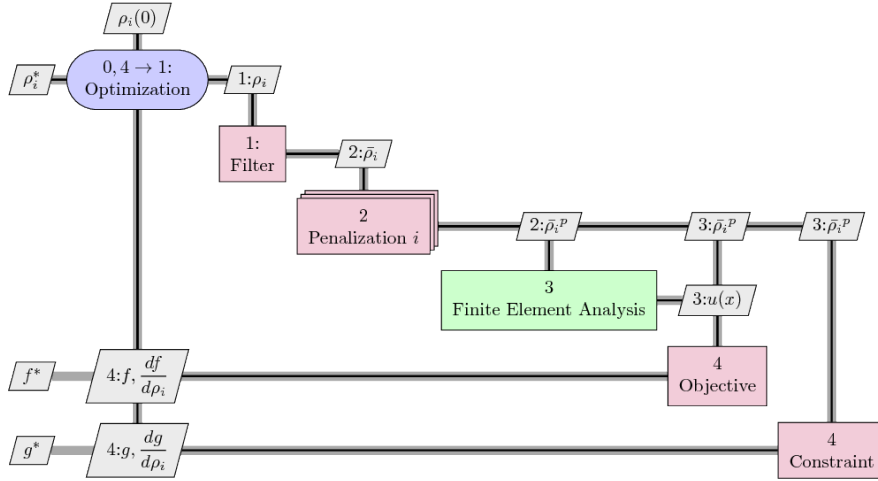 ρᵢ(0)
ρᵢ*
0, 4 → 1:
Optimization
1:ρᵢ
1:
Filter
2:ρ̄ᵢ
2
Penalization i
2:ρ̄ᵢᵖ
3:ρ̄ᵢᵖ
3:ρ̄ᵢᵖ
3
Finite Element Analysis
3:u(x)
f*
4:f, df/dρᵢ
4
Objective
g*
4:g, dg/dρᵢ
4
Constraint